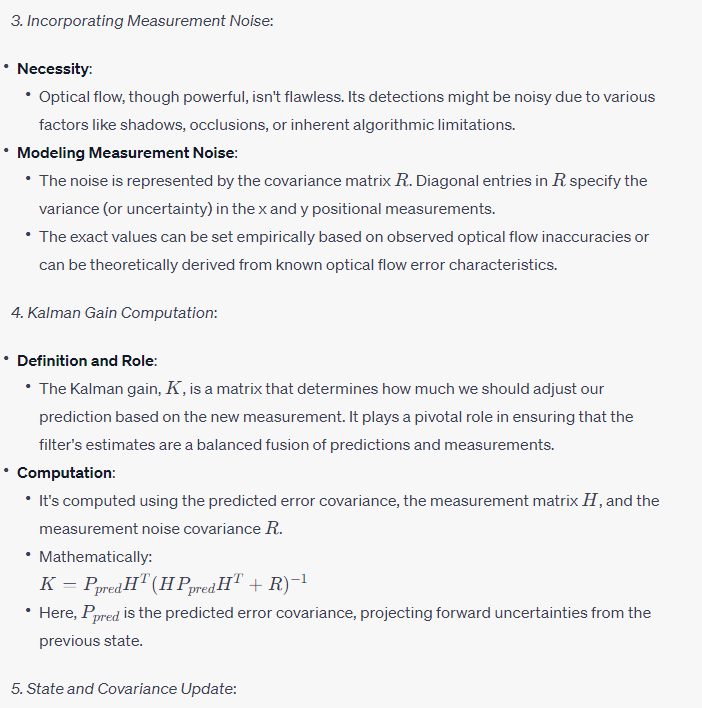 3. Incorporating Measurement Noise:
• Necessity:
• Optical flow, though powerful, isn't flawless. Its detections might be noisy due to various
factors like shadows, occlusions, or inherent algorithmic limitations.
• Modeling Measurement Noise:
• The noise is represented by the covariance matrix R. Diagonal entries in R specify the
variance (or uncertainty) in the x and y positional measurements.
• The exact values can be set empirically based on observed optical flow inaccuracies or
can be theoretically derived from known optical flow error characteristics.
4. Kalman Gain Computation:
• Definition and Role:
• The Kalman gain, K, is a matrix that determines how much we should adjust our
prediction based on the new measurement. It plays a pivotal role in ensuring that the
filter's estimates are a balanced fusion of predictions and measurements.
• Computation:
• It's computed using the predicted error covariance, the measurement matrix H, and the
measurement noise covariance R.
• Mathematically:
K = P_{pred}H^T(HP_{pred}H^T + R)^{-1}
• Here, P_{pred} is the predicted error covariance, projecting forward uncertainties from the
previous state.
5. State and Covariance Update: